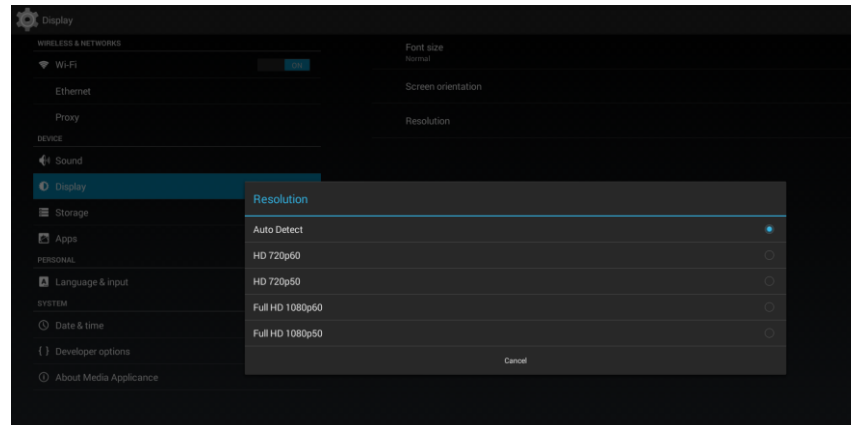 Display
WIRELESS & NETWORKS
Wi-Fi
ON
Ethernet
Proxy
DEVICE
Sound
Display
Storage
Apps
PERSONAL
Language & input
SYSTEM
Date & time
Developer options
About Media Applicance
Font size
Normal
Screen orientation
Resolution
Resolution
Auto Detect
HD 720p60
HD 720p50
Full HD 1080p60
Full HD 1080p50
Cancel